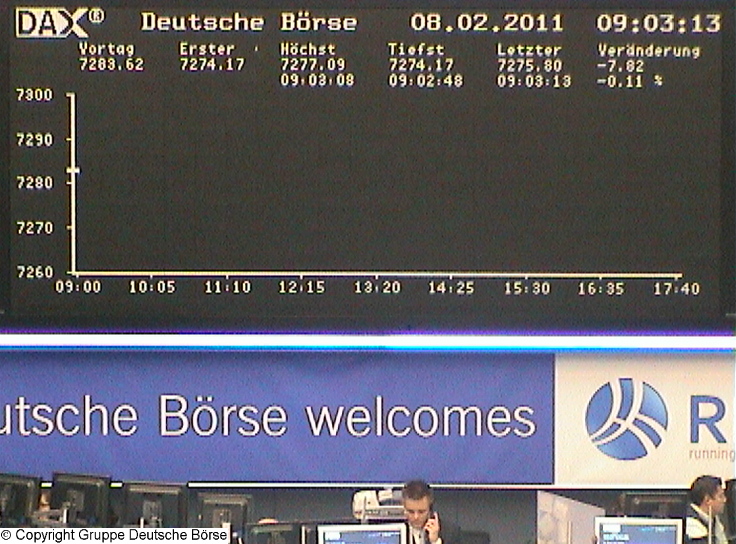 DAX® Deutsche Börse 08.02.2011 09:03:13
Vortag Erster Höchst Tiefst Letzter Veränderung
7283.62 7274.17 7277.09 7274.17 7275.80 -7.82
09:03:08 09:02:48 09:03:13 -0.11 %
7300
7290
7280
7270
7260
09:00 10:05 11:10 12:15 13:20 14:25 15:30 16:35 17:40
utsche Börse welcomes
R
running
© Copyright Gruppe Deutsche Börse